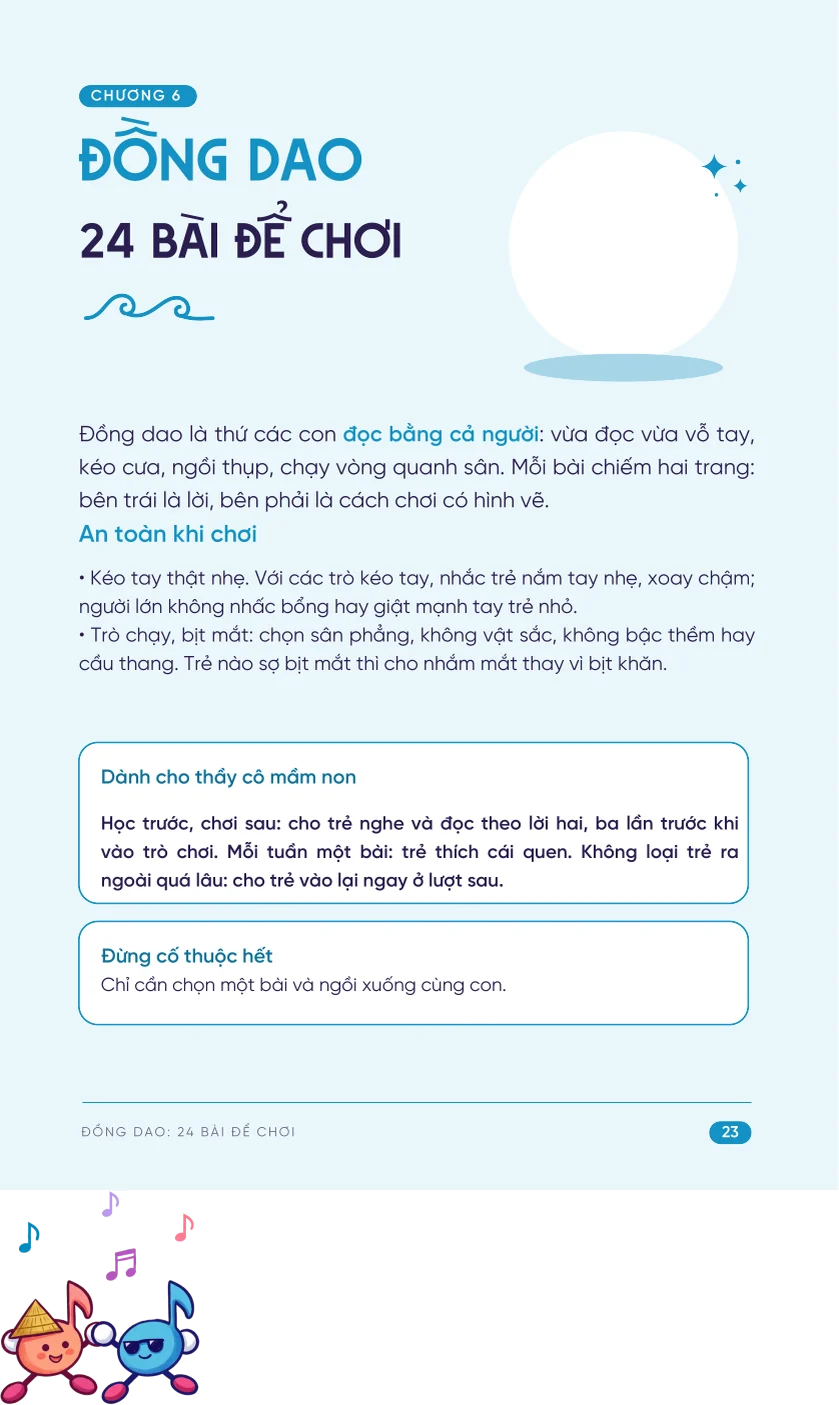 CHƯƠNG 6
ĐỒNG DAO
24 BÀI ĐỂ CHƠI
Đồng dao là thứ các con đọc bằng cả người: vừa đọc vừa vỗ tay,
kéo cưa, ngồi thụp, chạy vòng quanh sân. Mỗi bài chiếm hai trang:
bên trái là lời, bên phải là cách chơi có hình vẽ.
An toàn khi chơi
• Kéo tay thật nhẹ. Với các trò kéo tay, nhắc trẻ nắm tay nhẹ, xoay chậm;
người lớn không nhấc bổng hay giật mạnh tay trẻ nhỏ.
• Trò chạy, bịt mắt: chọn sân phẳng, không vật sắc, không bậc thềm hay
cầu thang. Trẻ nào sợ bịt mắt thì cho nhắm mắt thay vì bịt khăn.
Dành cho thầy cô mầm non
Học trước, chơi sau: cho trẻ nghe và đọc theo lời hai, ba lần trước khi
vào trò chơi. Mỗi tuần một bài: trẻ thích cái quen. Không loại trẻ ra
ngoài quá lâu: cho trẻ vào lại ngay ở lượt sau.
Đừng cố thuộc hết
Chỉ cần chọn một bài và ngồi xuống cùng con.
ĐỒNG DAO: 24 BÀI ĐỂ CHƠI
23